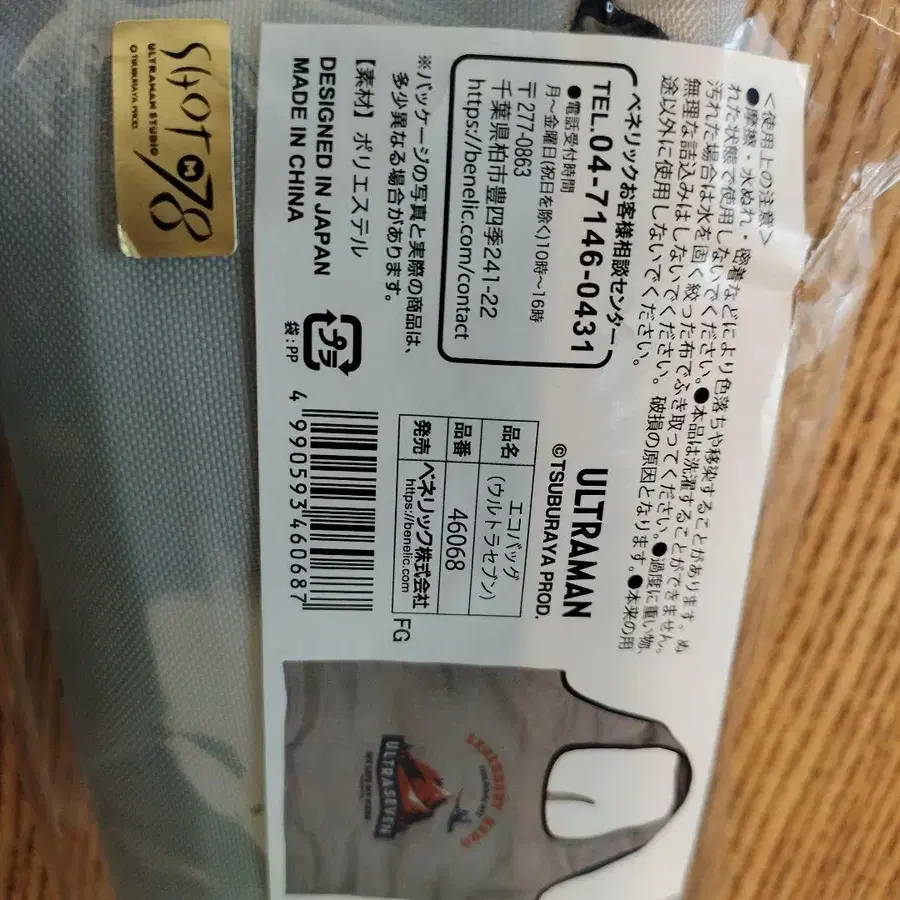 <使用上の注意>
●摩擦・水ぬれ・密着などにより色落ちや移染することがあります。ぬ
れた状態で使用しないでください。●本品は洗濯することができません。
汚れた場合は水を固く絞った布でふき取ってください。●過度に重い物、
無理な詰込みはしないでください。破損の原因となります。●本来の用
途以外に使用しないでください。
ベネリックお客様相談センター
TEL.04-7146-0431
●電話受付時間
月〜金曜日(祝日を除く)10時〜16時
〒277-0863
千葉県柏市豊四季241-22
https://benelic.com/contact
※パッケージの写真と実際の商品は、
多少異なる場合があります。
【素材】ポリエステル
DESIGNED IN JAPAN
MADE IN CHINA
プラ
袋:PP
ULTRAMAN
©TSUBURAYA PROD.
品名 エコバッグ
(ウルトラセブン)
品番 46068
発売 ベネリック株式会社
https://benelic.com
FG
4 990593 460687
SHOT M78
ULTRAMAN STUDIO
©TSUBURAYA PROD.
LEGENDARY HERO
ULTRASEVEN